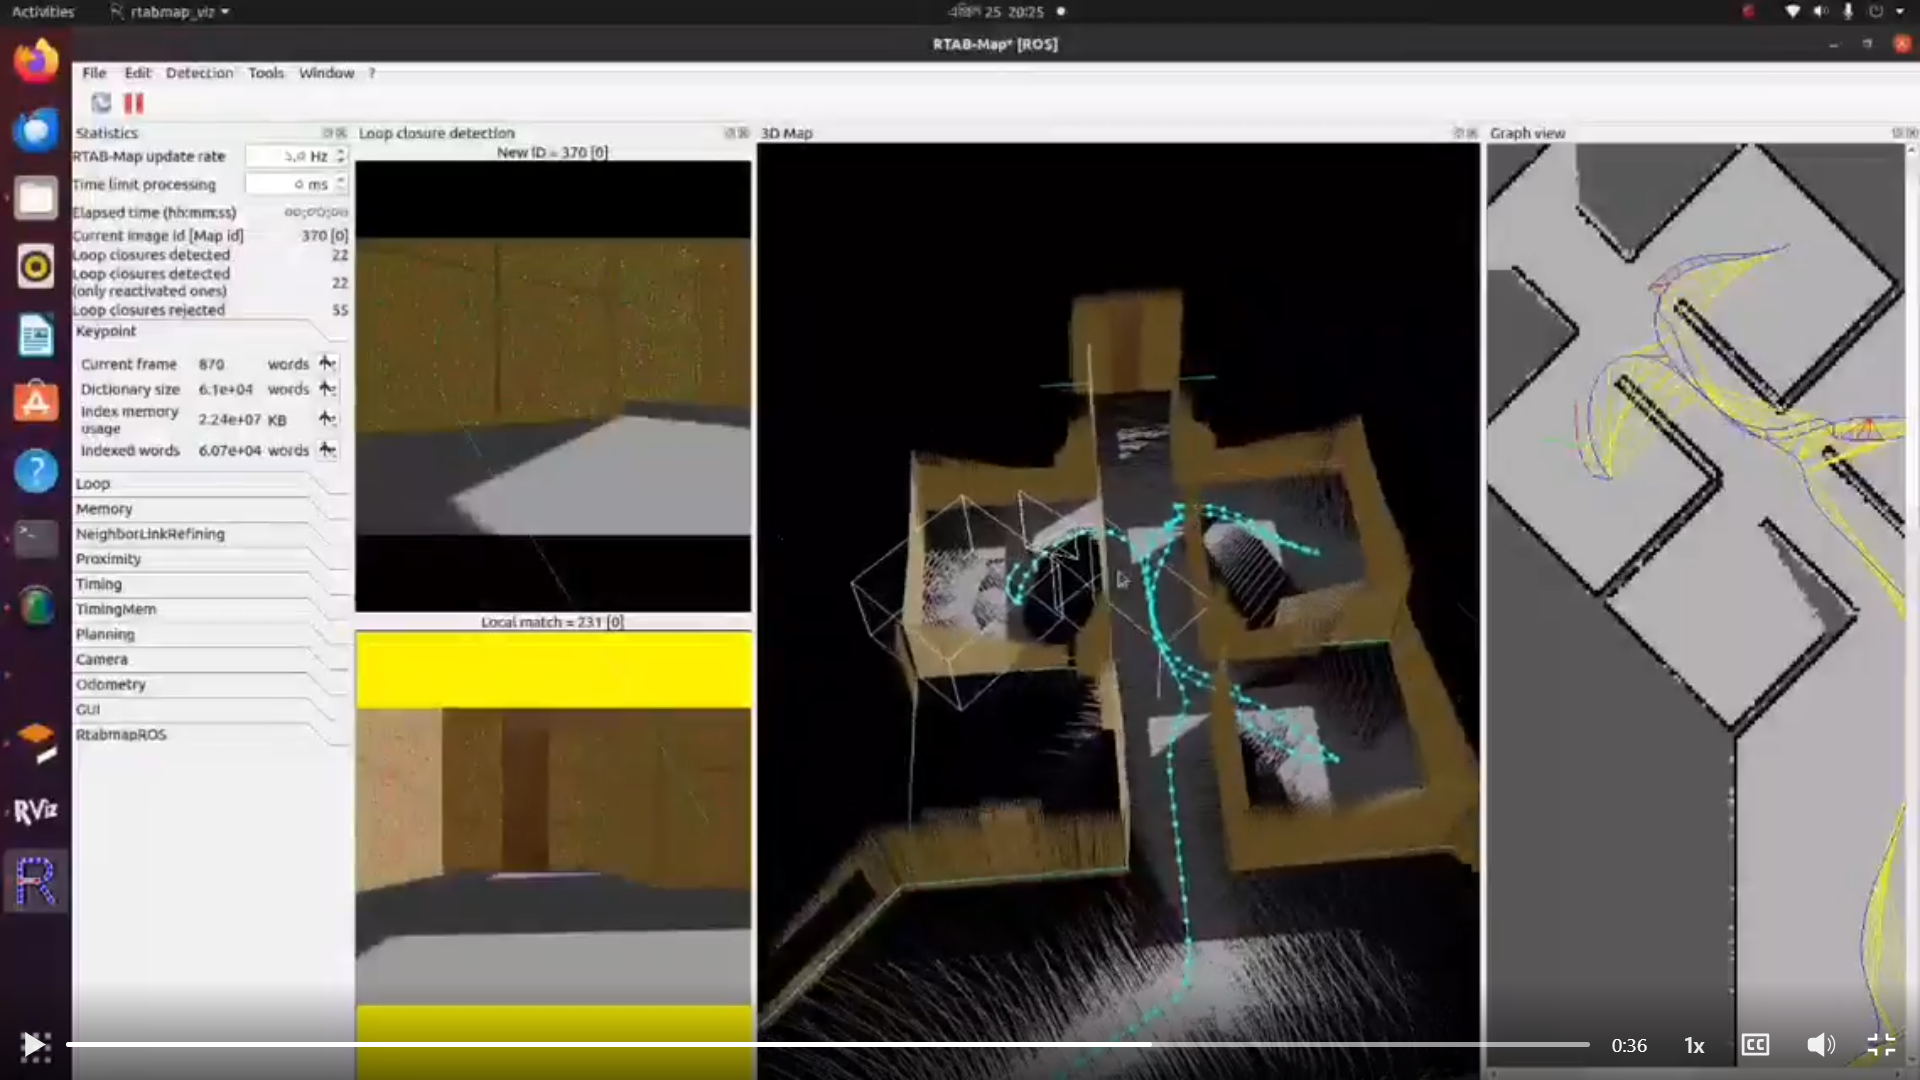 Activities
rtabmap_viz
25 20:25
RTAB-Map* [ROS]
File Edit Detection Tools Window ?
Statistics
RTAB-Map update rate
Hz
Time limit processing
0 ms
Elapsed time (hh:mm:ss)
00:00:00
Current image id [Map id]
370 [0]
Loop closures detected
22
Loop closures detected
(only reactivated ones)
22
Loop closures rejected
55
Keypoint
Current frame 870 words
Dictionary size 6.1e+04 words
Index memory
usage
2.24e+07 KB
Indexed words 6.07e+04 words
Loop
Memory
NeighborLinkRefining
Proximity
Timing
TimingMem
Planning
Camera
Odometry
GUI
RtabmapROS
Loop closure detection
New ID = 370 [0]
Local match = 231 [0]
3D Map
Graph view
RViz
R
0:36
1x
CC